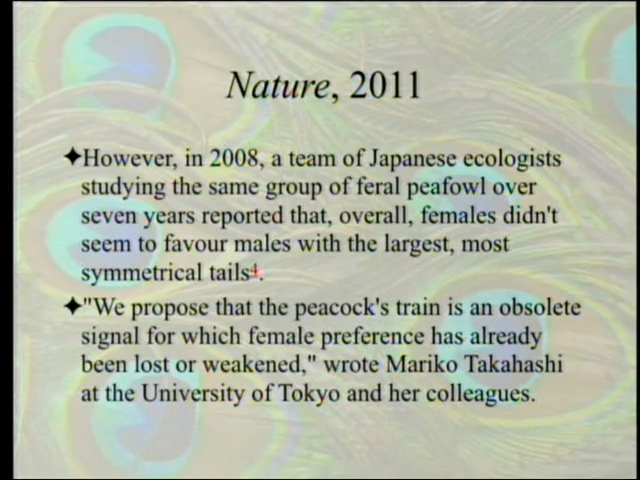 Nature, 2011
✦However, in 2008, a team of Japanese ecologists
studying the same group of feral peafowl over
seven years reported that, overall, females didn't
seem to favour males with the largest, most
symmetrical tails4.
✦"We propose that the peacock's train is an obsolete
signal for which female preference has already
been lost or weakened," wrote Mariko Takahashi
at the University of Tokyo and her colleagues.